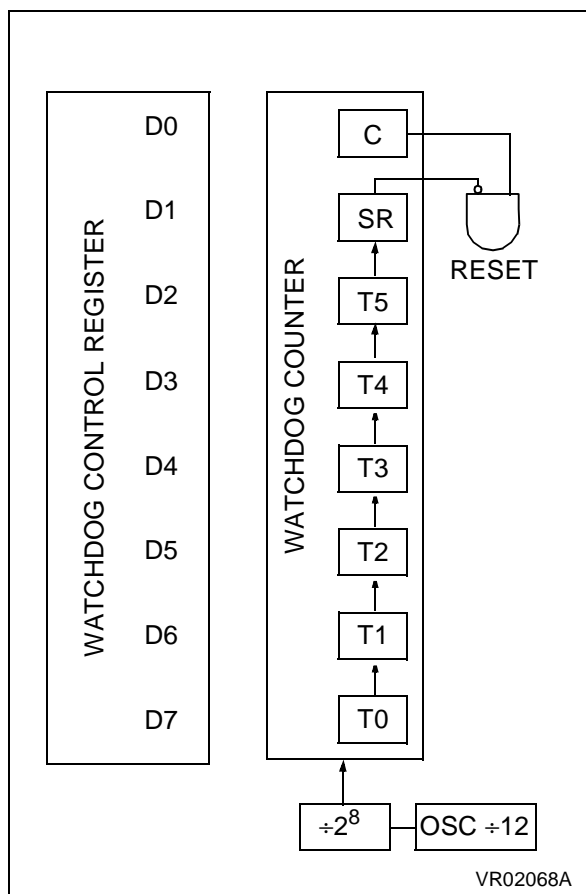 WATCHDOG CONTROL REGISTER
D0
D1
D2
D3
D4
D5
D6
D7
WATCHDOG COUNTER
C
SR
T5
T4
T3
T2
T1
T0
RESET
÷2⁸
OSC ÷12
VR02068A